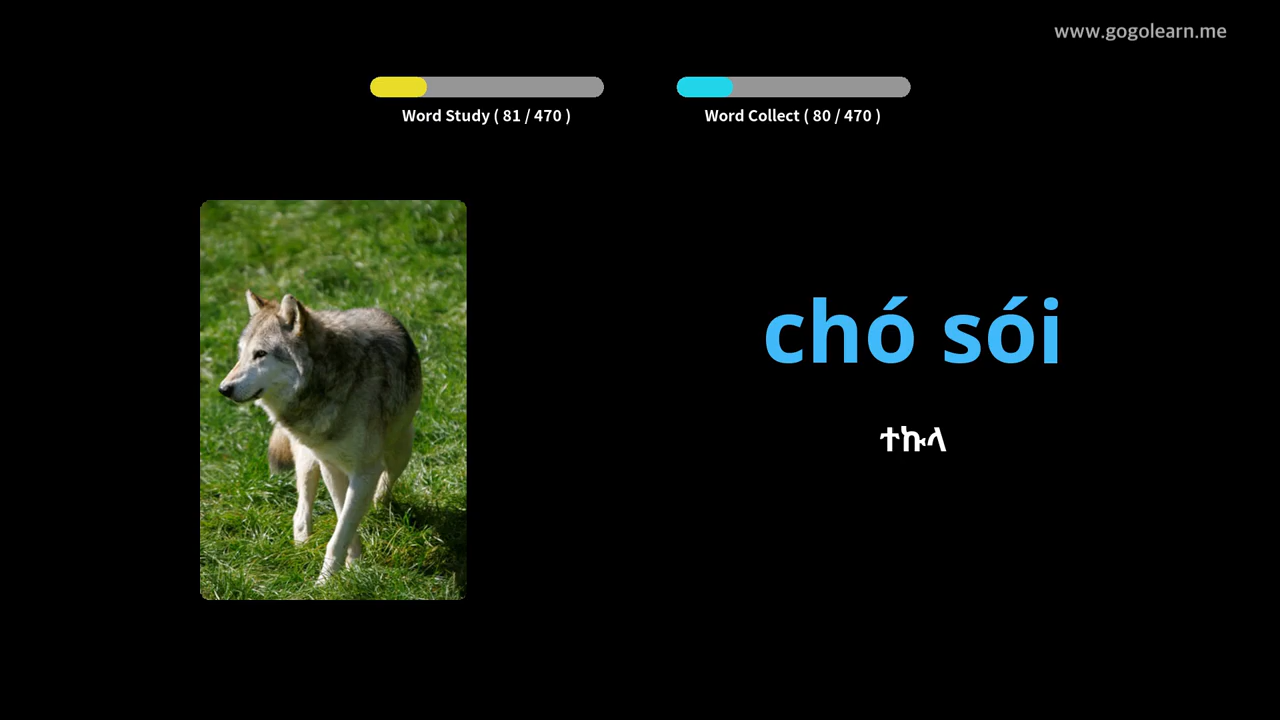 www.gogolearn.me
Word Study ( 81 / 470 )
Word Collect ( 80 / 470 )
chó sói
ተኩላ